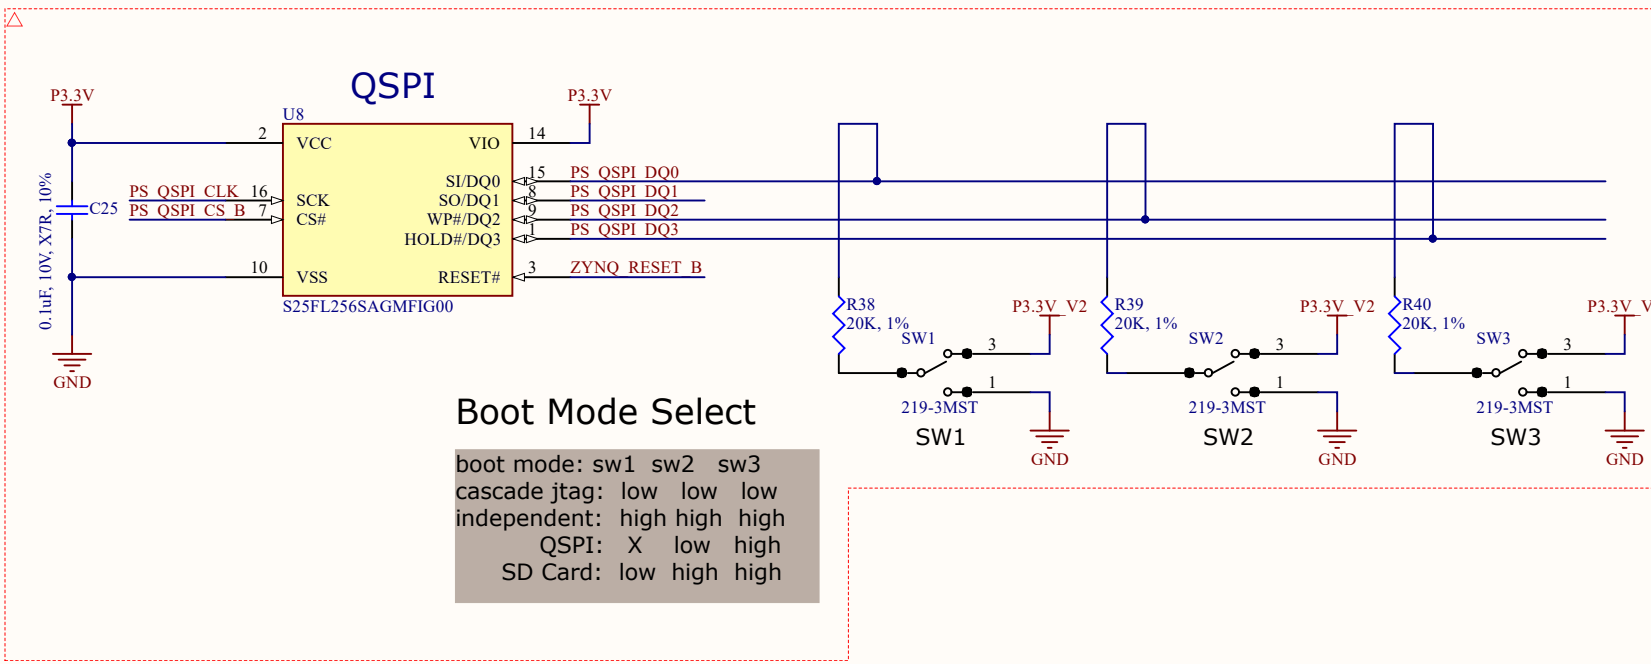 QSPI
P3.3V
P3.3V
U8
2 VCC VIO 14
SI/DQ0 15 PS_QSPI_DQ0
PS_QSPI_CLK 16 SCK SO/DQ1 8 PS_QSPI_DQ1
PS_QSPI_CS_B 7 CS# WP#/DQ2 9 PS_QSPI_DQ2
HOLD#/DQ3 1 PS_QSPI_DQ3
10 VSS RESET# 3 ZYNQ_RESET_B
S25FL256SAGMFIG00
C25
0.1uF, 10V, X7R, 10%
GND
R38
20K, 1%
SW1
P3.3V_V2
3
1
219-3MST
SW1
GND
R39
20K, 1%
SW2
P3.3V_V2
3
1
219-3MST
SW2
GND
R40
20K, 1%
SW3
P3.3V_V
3
1
219-3MST
SW3
GND
Boot Mode Select
boot mode: sw1 sw2 sw3
cascade jtag: low low low
independent: high high high
QSPI: X low high
SD Card: low high high